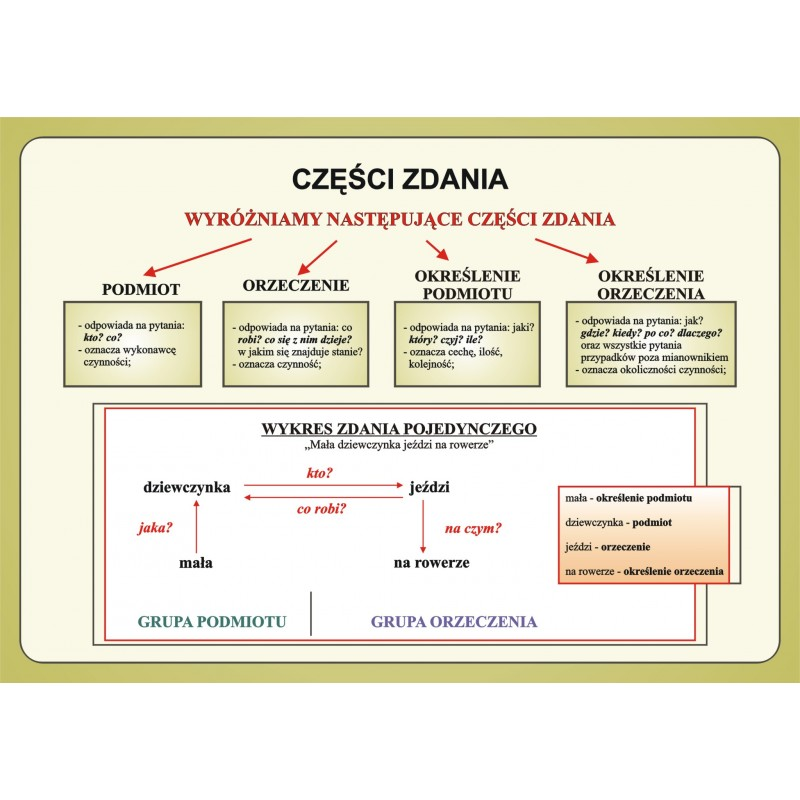 CZĘŚCI ZDANIA
WYRÓŻNIAMY NASTĘPUJĄCE CZĘŚCI ZDANIA
PODMIOT
- odpowiada na pytania:
kto? co?
- oznacza wykonawcę
czynności;
ORZECZENIE
- odpowiada na pytania: co
robi? co się z nim dzieje?
w jakim się znajduje stanie?
- oznacza czynność;
OKREŚLENIE
PODMIOTU
- odpowiada na pytania: jaki?
który? czyj? ile?
- oznacza cechę, ilość,
kolejność;
OKREŚLENIE
ORZECZENIA
- odpowiada na pytania: jak?
gdzie? kiedy? po co? dlaczego?
oraz wszystkie pytania
przypadków poza mianownikiem
- oznacza okoliczności czynności;
WYKRES ZDANIA POJEDYNCZEGO
„Mała dziewczynka jeździ na rowerze”
dziewczynka
kto?
jeździ
co robi?
jaka?
na czym?
mała
na rowerze
GRUPA PODMIOTU
GRUPA ORZECZENIA
mała - określenie podmiotu
dziewczynka - podmiot
jeździ - orzeczenie
na rowerze - określenie orzeczenia